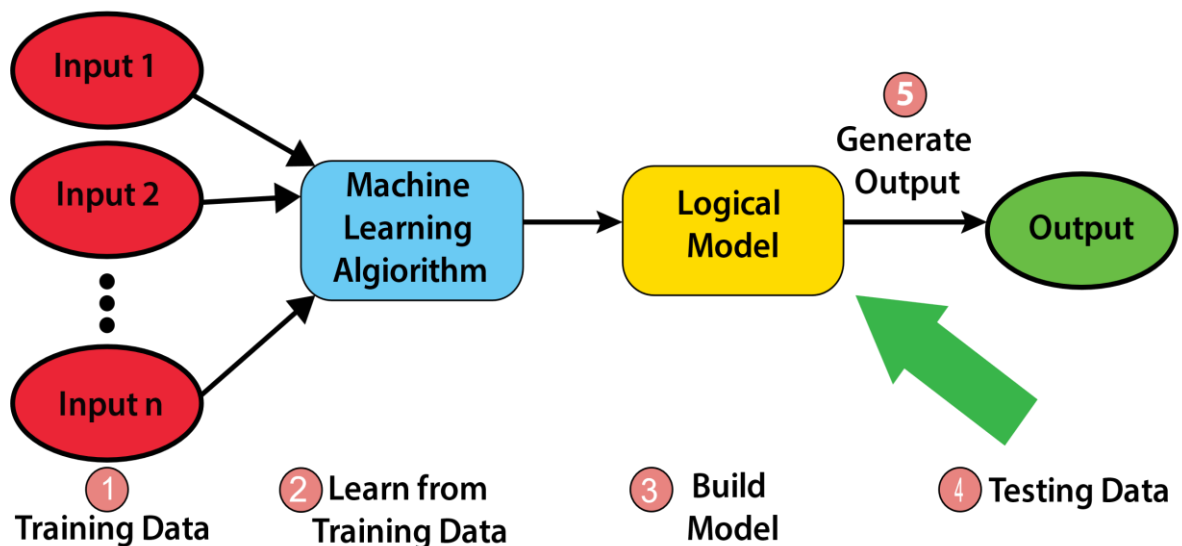 Input 1
Input 2
Input n
Machine
Learning
Algiorithm
Logical
Model
5
Generate
Output
Output
1
Training Data
2 Learn from
Training Data
3 Build
Model
4 Testing Data